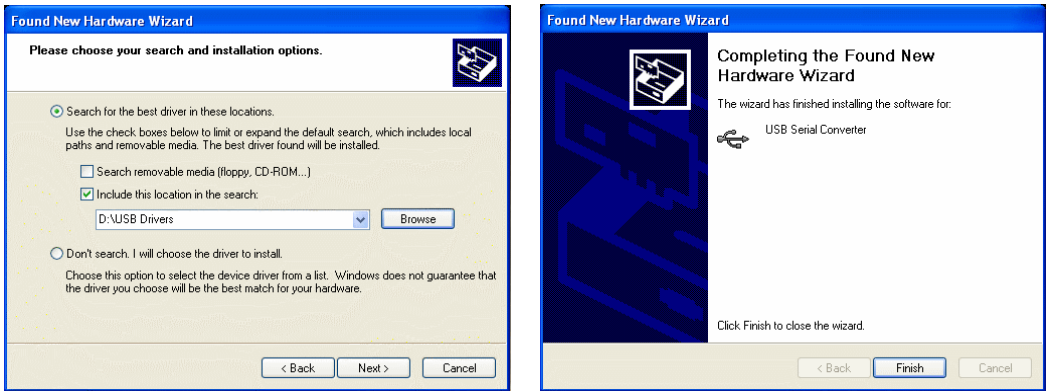 Found New Hardware Wizard
Please choose your search and installation options.
Search for the best driver in these locations.
Use the check boxes below to limit or expand the default search, which includes local
paths and removable media. The best driver found will be installed.
Search removable media (floppy, CD-ROM...)
Include this location in the search:
D:\USB Drivers
Browse
Don't search. I will choose the driver to install.
Choose this option to select the device driver from a list. Windows does not guarantee that
the driver you choose will be the best match for your hardware.
< Back
Next >
Cancel
Found New Hardware Wizard
Completing the Found New
Hardware Wizard
The wizard has finished installing the software for:
USB Serial Converter
Click Finish to close the wizard.
< Back
Finish
Cancel